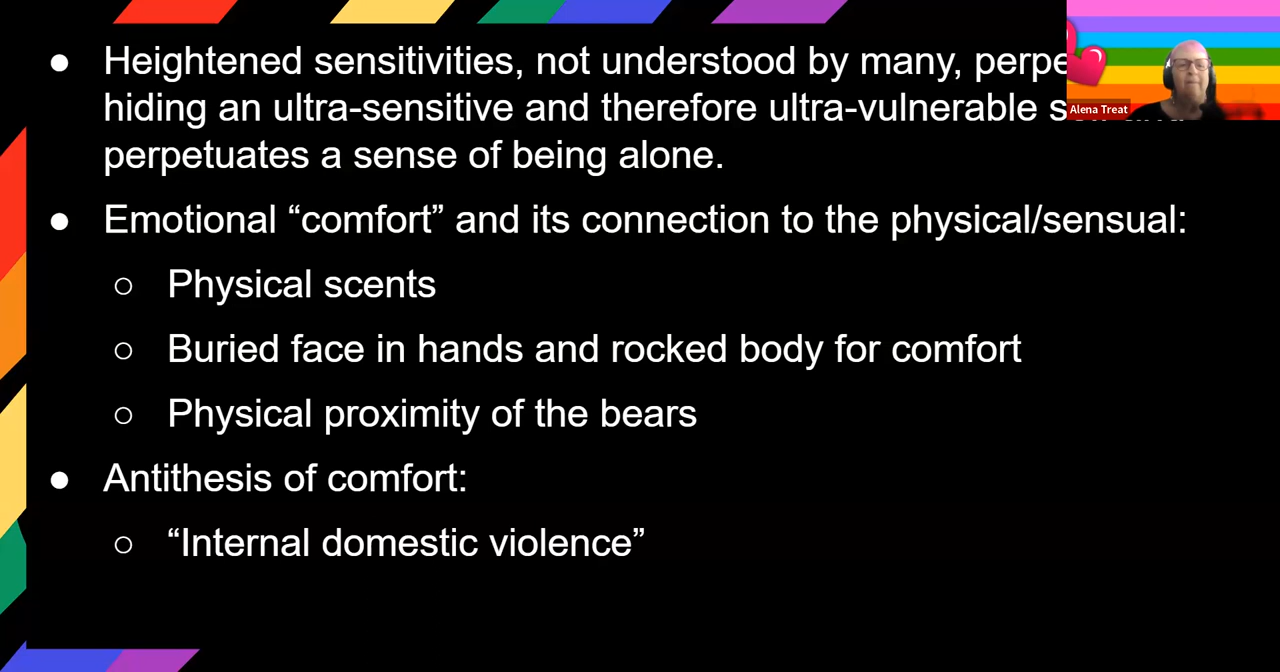 ● Heightened sensitivities, not understood by many,
hiding an ultra-sensitive and therefore ultra-vulnerable
perpetuates a sense of being alone.
● Emotional “comfort” and its connection to the physical/sensual:
○ Physical scents
○ Buried face in hands and rocked body for comfort
○ Physical proximity of the bears
● Antithesis of comfort:
○ “Internal domestic violence”
Alena Treat